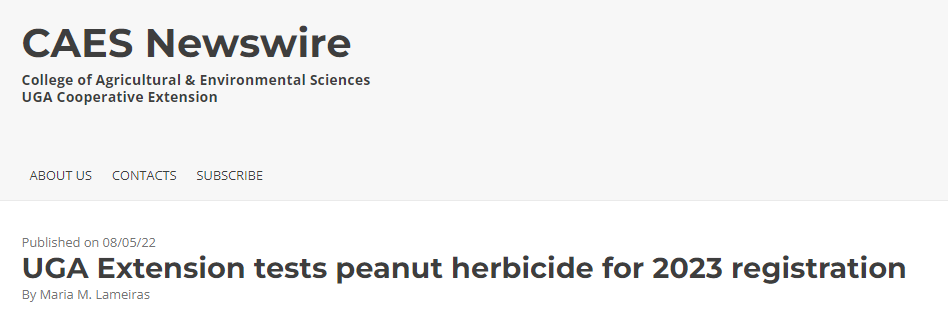 CAES Newswire
College of Agricultural & Environmental Sciences
UGA Cooperative Extension
ABOUT US CONTACTS SUBSCRIBE
Published on 08/05/22
UGA Extension tests peanut herbicide for 2023 registration
By Maria M. Lameiras